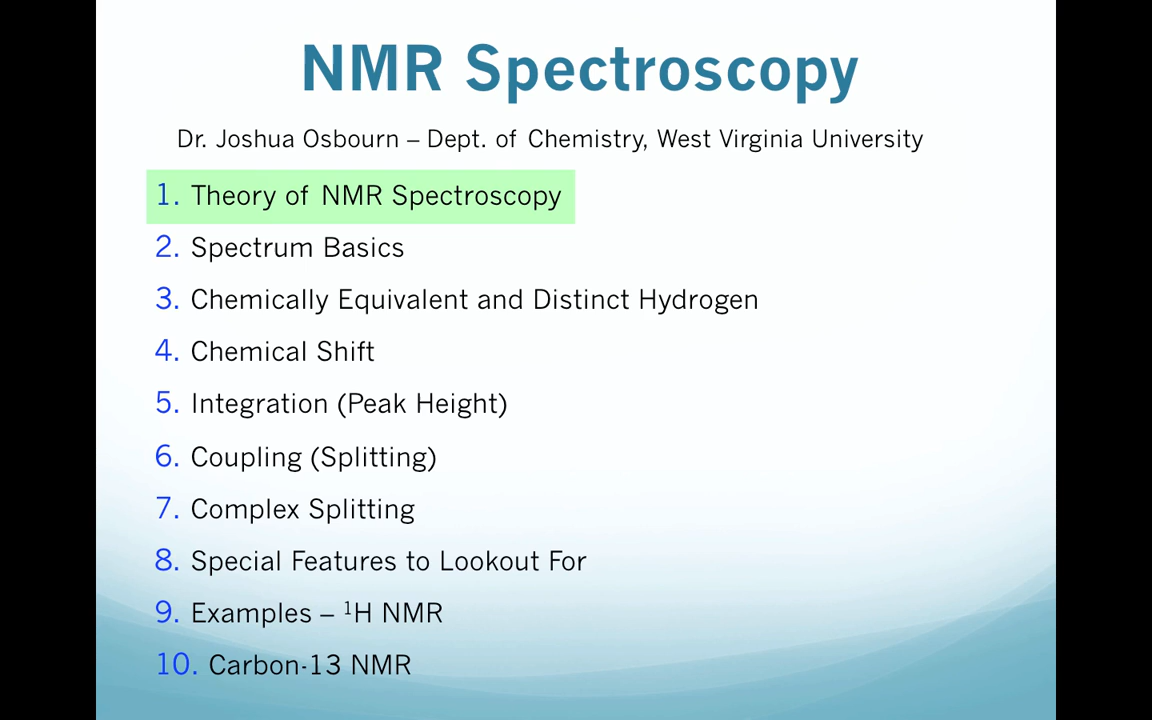 NMR Spectroscopy
Dr. Joshua Osbourn – Dept. of Chemistry, West Virginia University
1. Theory of NMR Spectroscopy
2. Spectrum Basics
3. Chemically Equivalent and Distinct Hydrogen
4. Chemical Shift
5. Integration (Peak Height)
6. Coupling (Splitting)
7. Complex Splitting
8. Special Features to Lookout For
9. Examples – ¹H NMR
10. Carbon-13 NMR